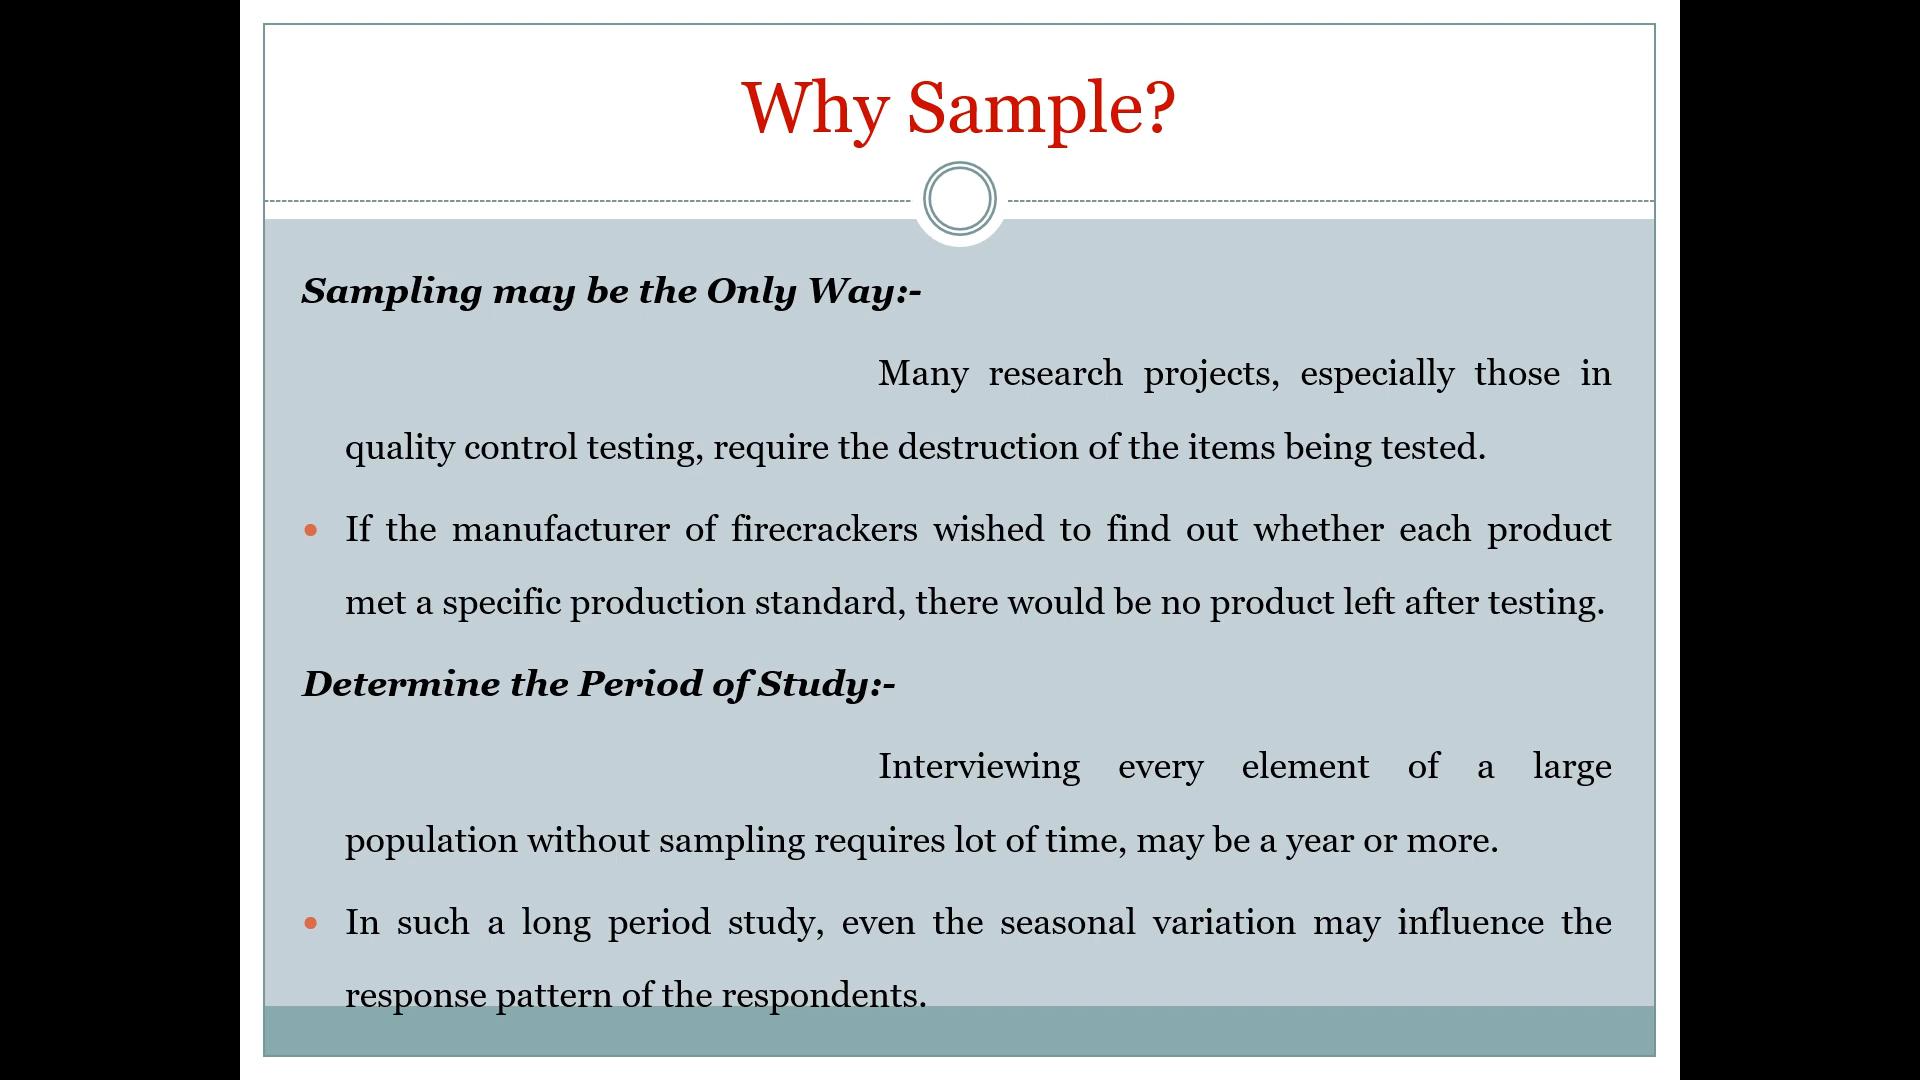 Why Sample?
Sampling may be the Only Way:-
Many research projects, especially those in
quality control testing, require the destruction of the items being tested.
• If the manufacturer of firecrackers wished to find out whether each product
met a specific production standard, there would be no product left after testing.
Determine the Period of Study:-
Interviewing every element of a large
population without sampling requires lot of time, may be a year or more.
• In such a long period study, even the seasonal variation may influence the
response pattern of the respondents.